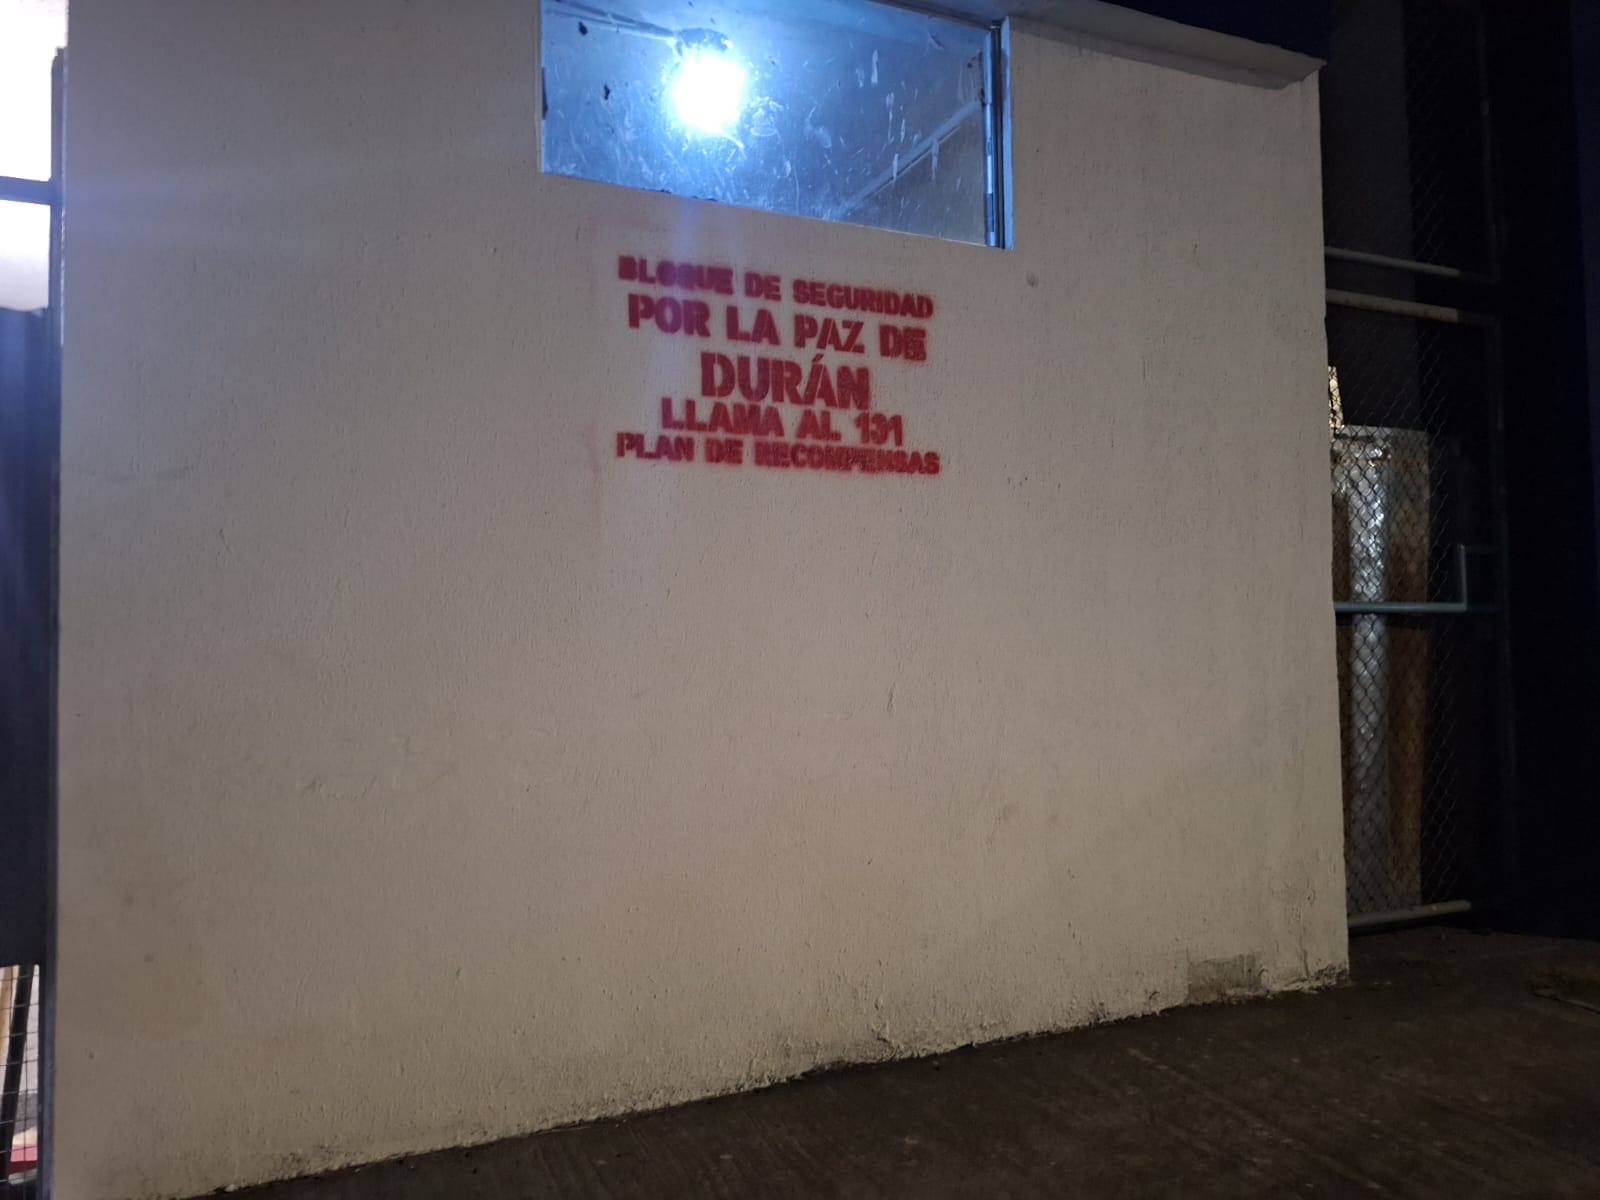 BLOQUE DE SEGURIDAD
POR LA PAZ DE
DURÁN
LLAMA AL 131
PLAN DE RECOMPENSAS